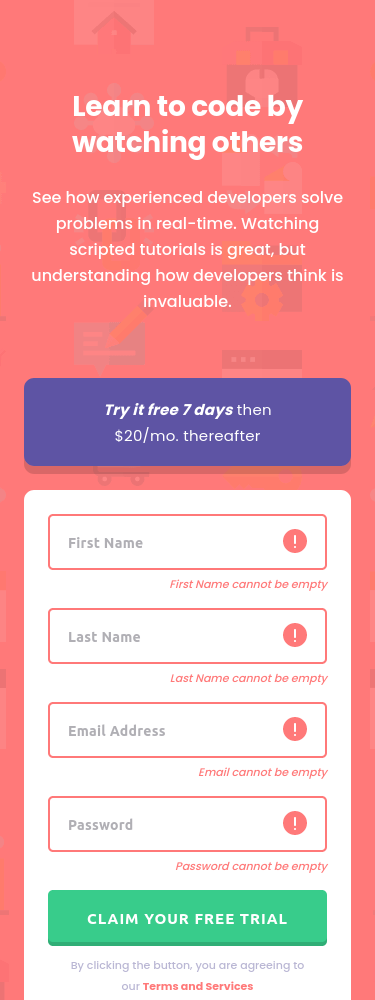 Learn to code by
watching others
See how experienced developers solve
problems in real-time. Watching
scripted tutorials is great, but
understanding how developers think is
invaluable.
Try it free 7 days then
$20/mo. thereafter
First Name
First Name cannot be empty
Last Name
Last Name cannot be empty
Email Address
Email cannot be empty
Password
Password cannot be empty
CLAIM YOUR FREE TRIAL
By clicking the button, you are agreeing to
our Terms and Services